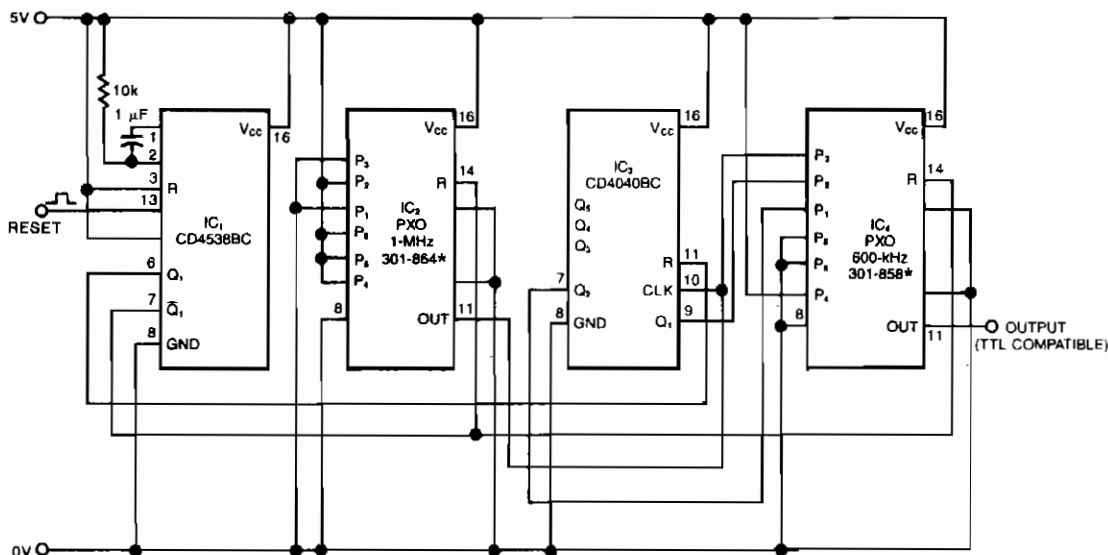 5V
10k
1 µF
1
2
3
R
13
RESET
6
Q₁
7
Q̅₁
8
GND
VCC
16
IC₁
CD4538BC
P₃
P₂
P₁
P₆
P₅
P₄
8
VCC
16
14
R
IC₂
PXO
1-MHz
301-864*
OUT
11
VCC
16
IC₃
CD4040BC
Q₅
Q₄
Q₃
7
Q₂
8
GND
R
11
CLK
10
Q₁
9
P₃
P₂
P₁
P₅
P₆
P₄
8
VCC
16
14
R
IC₄
PXO
600-kHz
301-858*
OUT
11
OUTPUT
(TTL COMPATIBLE)
0V